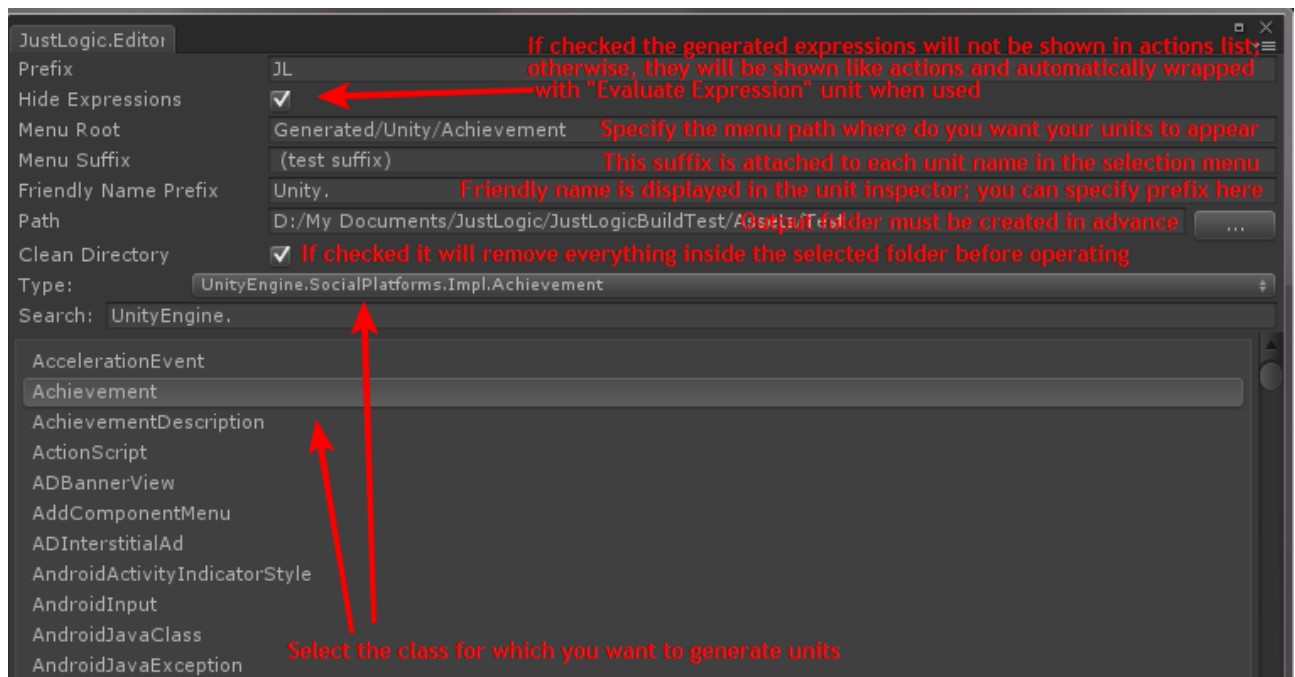 JustLogic.Editor
If checked the generated expressions will not be shown in actions list;
Prefix JL otherwise, they will be shown like actions and automatically wrapped
Hide Expressions with "Evaluate Expression" unit when used
Menu Root Generated/Unity/Achievement Specify the menu path where do you want your units to appear
Menu Suffix (test suffix) This suffix is attached to each unit name in the selection menu
Friendly Name Prefix Unity. Friendly name is displayed in the unit inspector; you can specify prefix here
Path D:/My Documents/JustLogic/JustLogicBuildTest/Assets/Test Output folder must be created in advance ...
Clean Directory If checked it will remove everything inside the selected folder before operating
Type: UnityEngine.SocialPlatforms.Impl.Achievement
Search: UnityEngine.
AccelerationEvent
Achievement
AchievementDescription
ActionScript
ADBannerView
AddComponentMenu
ADInterstitialAd
AndroidActivityIndicatorStyle
AndroidInput
AndroidJavaClass
Select the class for which you want to generate units
AndroidJavaException